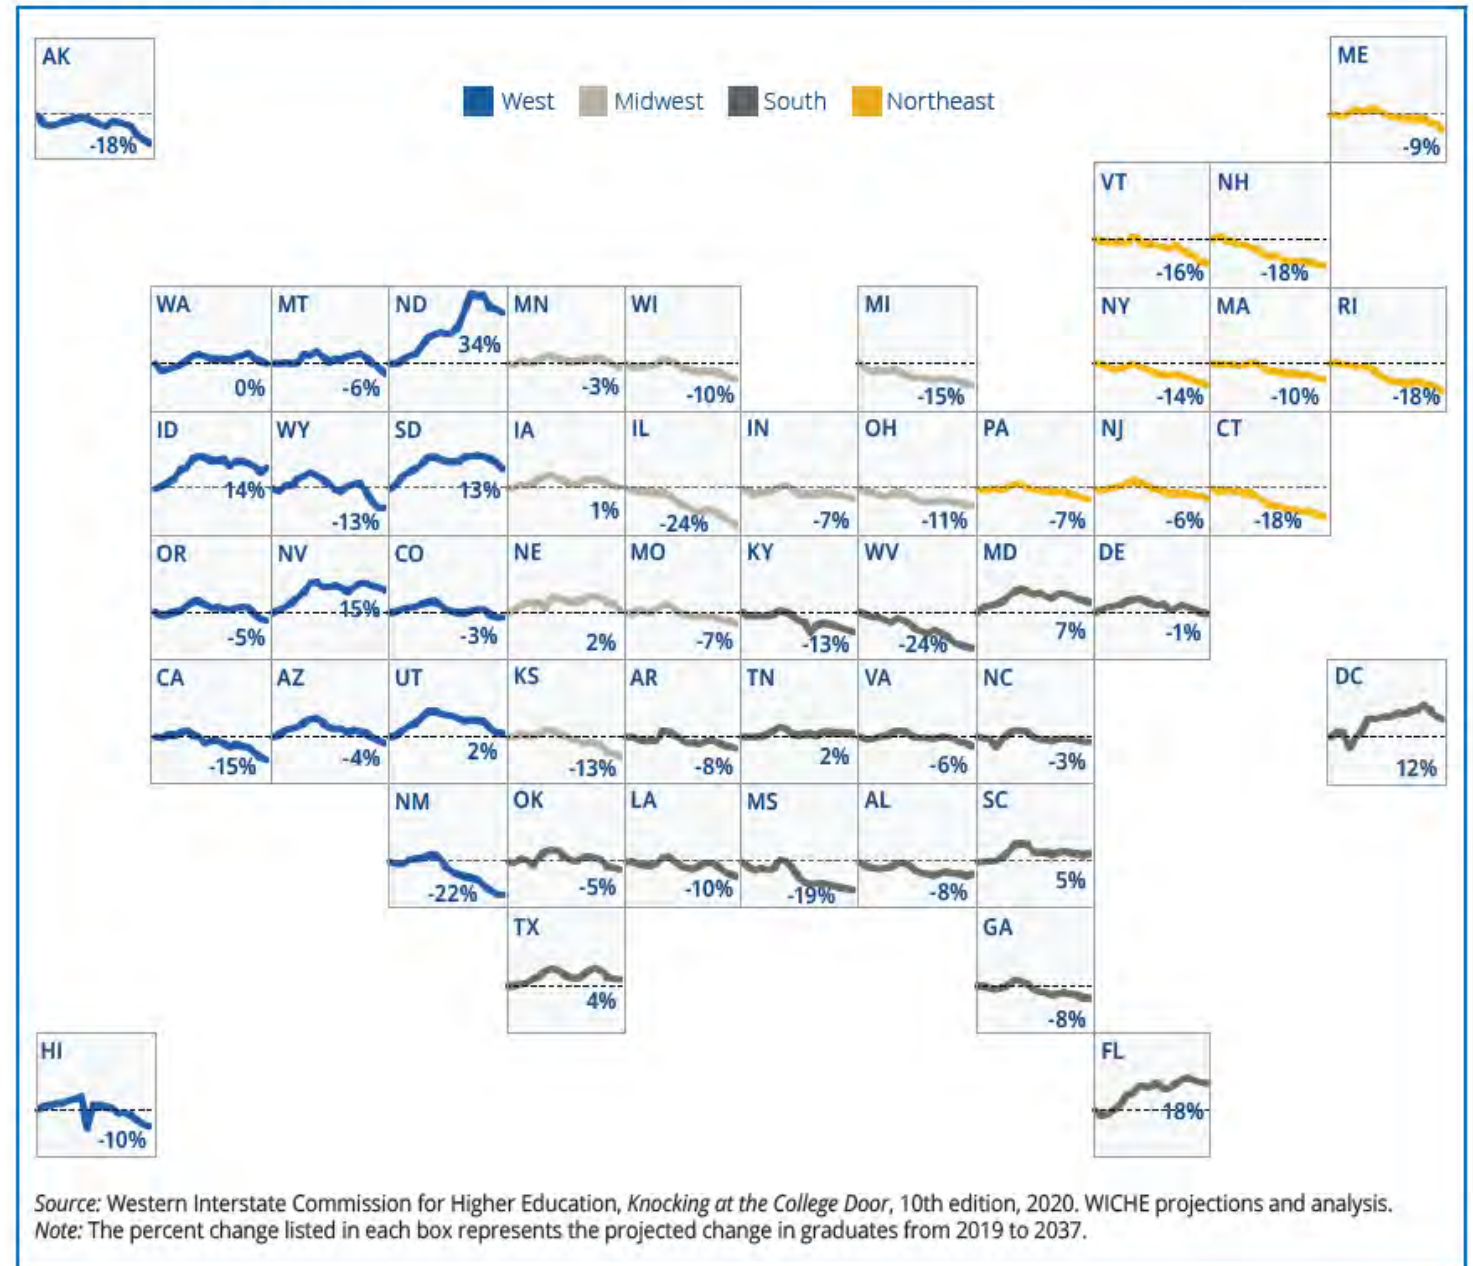 AK
ME
West Midwest South Northeast
-18%
-9%
VT NH
-16% -18%
WA MT ND MN WI MI NY MA RI
34%
0% -6% -3% -10% -15% -14% -10% -18%
ID WY SD IA IL IN OH PA NJ CT
14% -13% 13% 1% -24% -7% -11% -7% -6% -18%
OR NV CO NE MO KY WV MD DE
-5% 15% -3% 2% -7% -13% -24% 7% -1%
CA AZ UT KS AR TN VA NC DC
-15% -4% 2% -13% -8% 2% -6% -3% 12%
NM OK LA MS AL SC
-22% -5% -10% -19% -8% 5%
TX GA
4% -8%
HI FL
-10% 18%
Source: Western Interstate Commission for Higher Education, Knocking at the College Door, 10th edition, 2020. WICHE projections and analysis.
Note: The percent change listed in each box represents the projected change in graduates from 2019 to 2037.